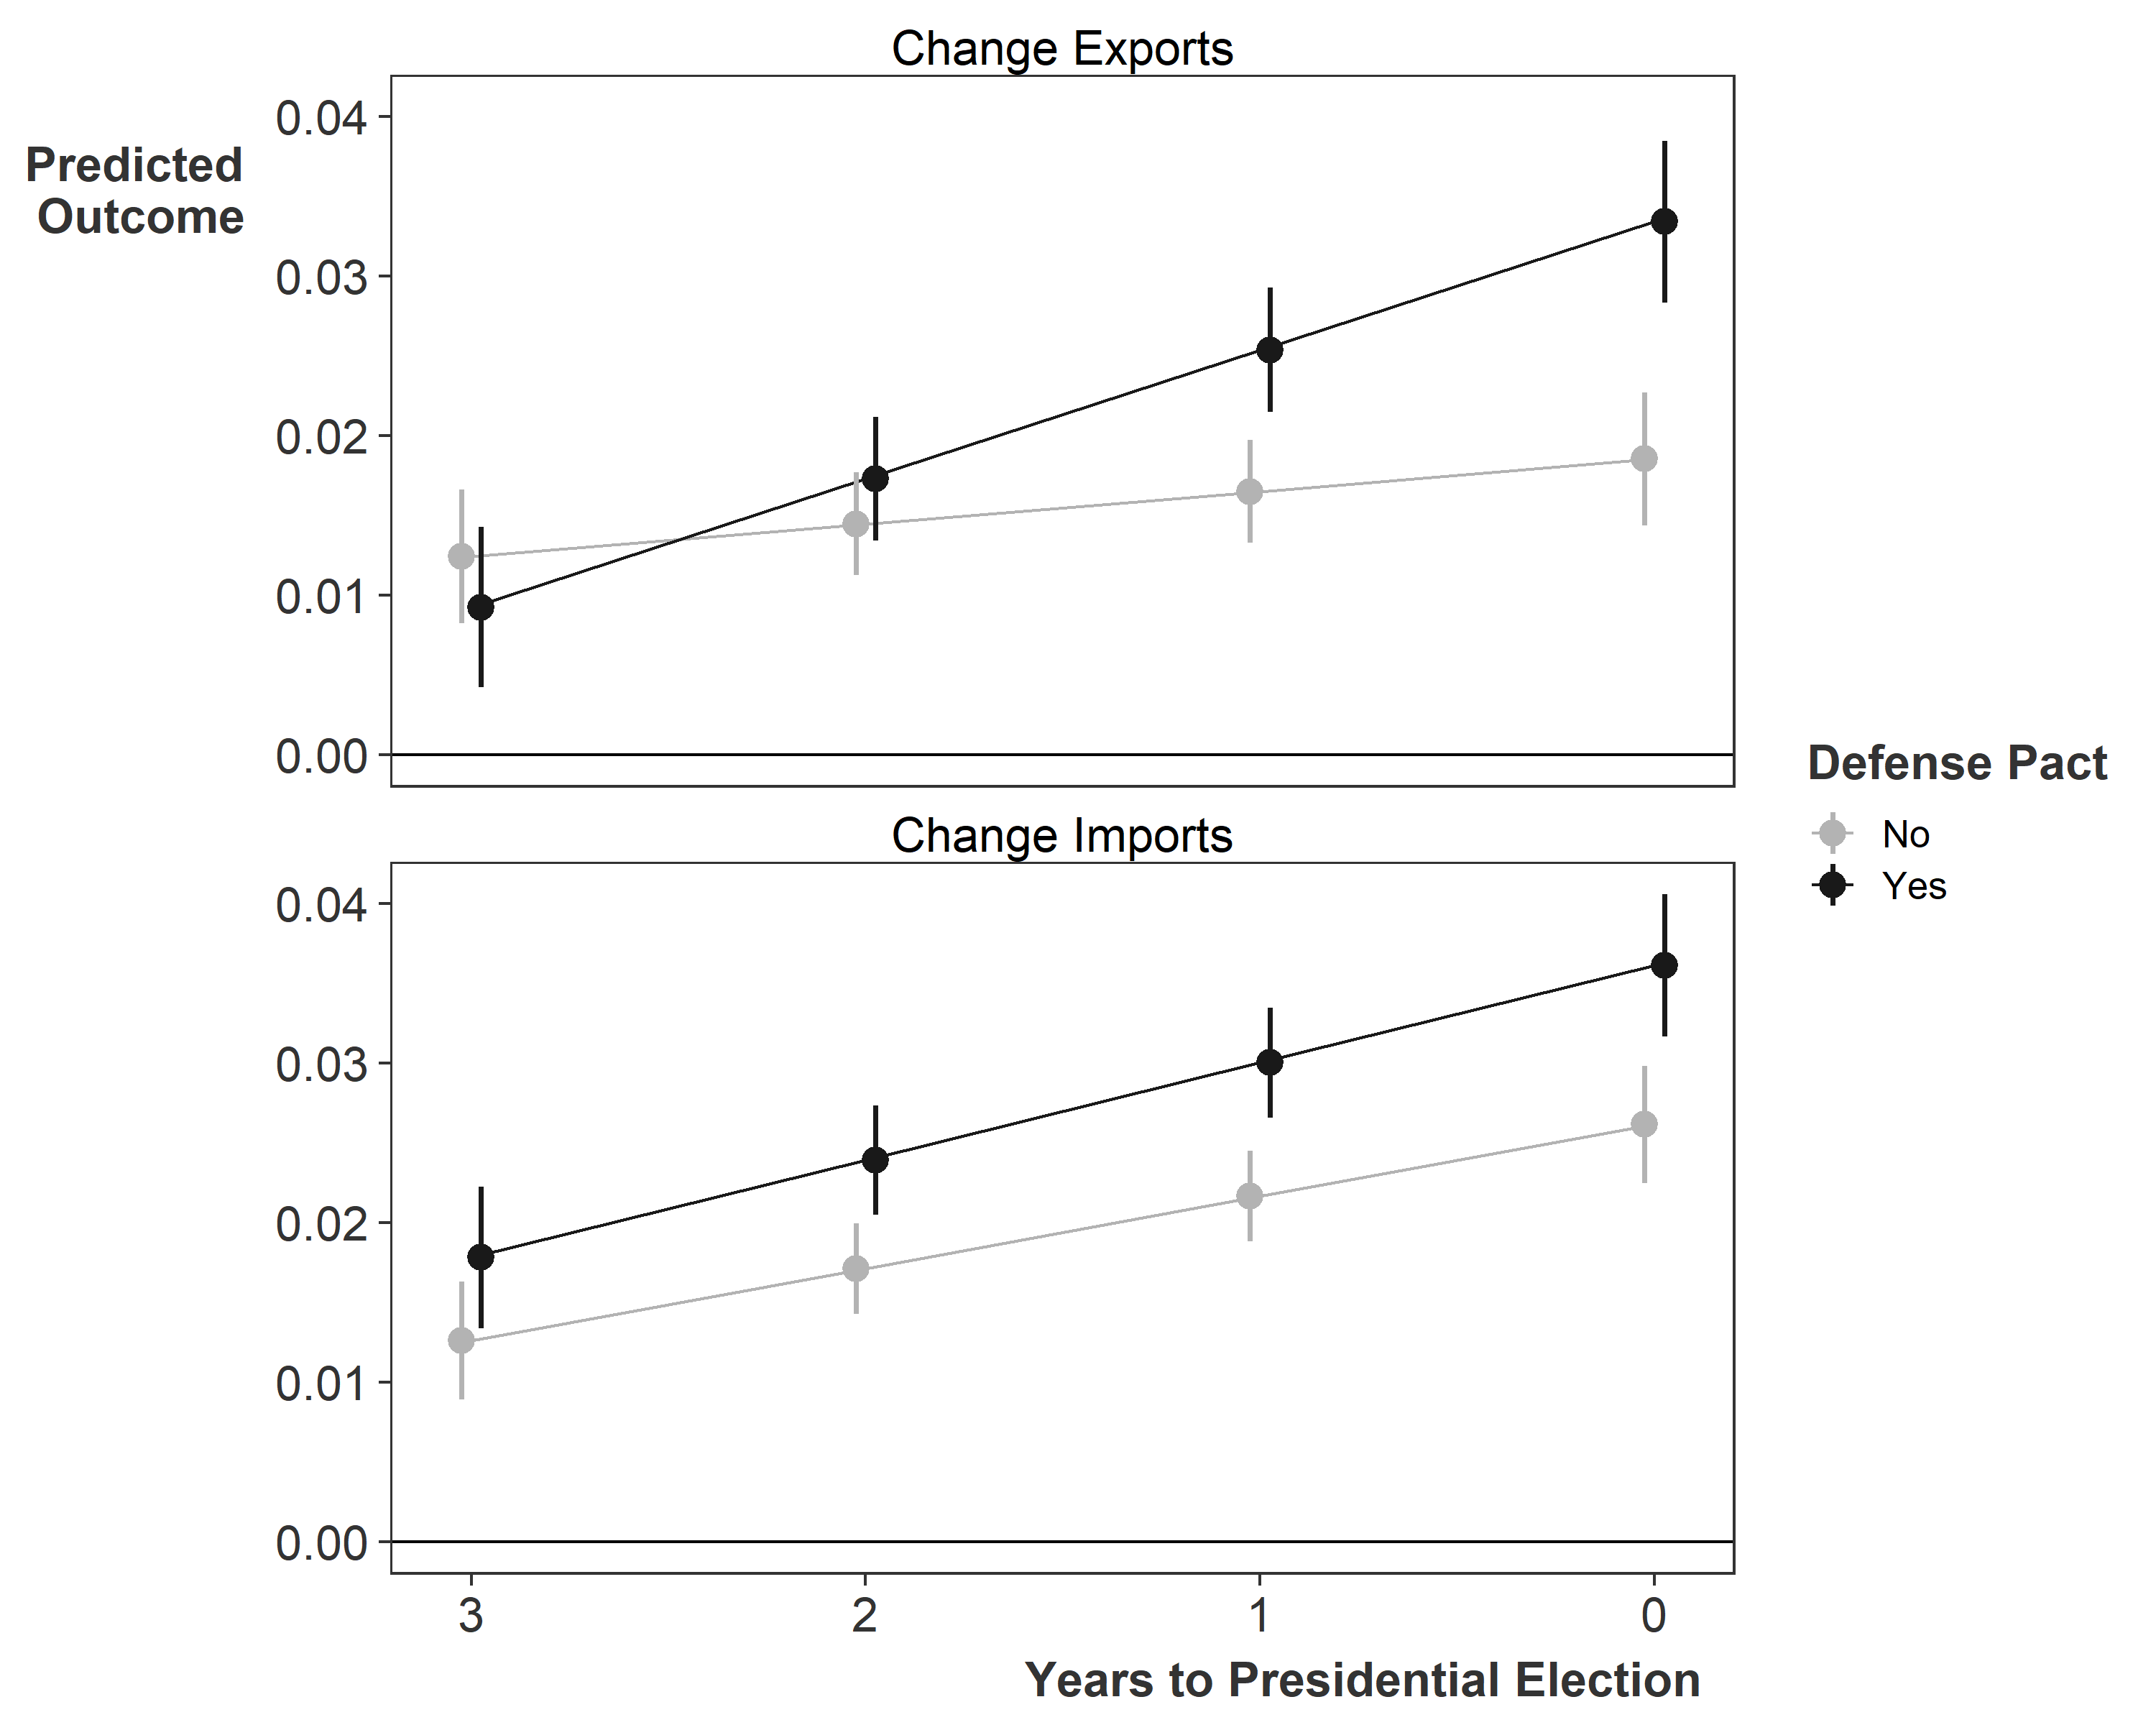 Change Exports
Predicted
Outcome
0.04
0.03
0.02
0.01
0.00
Change Imports
0.04
0.03
0.02
0.01
0.00
3 2 1 0
Years to Presidential Election
Defense Pact
No
Yes